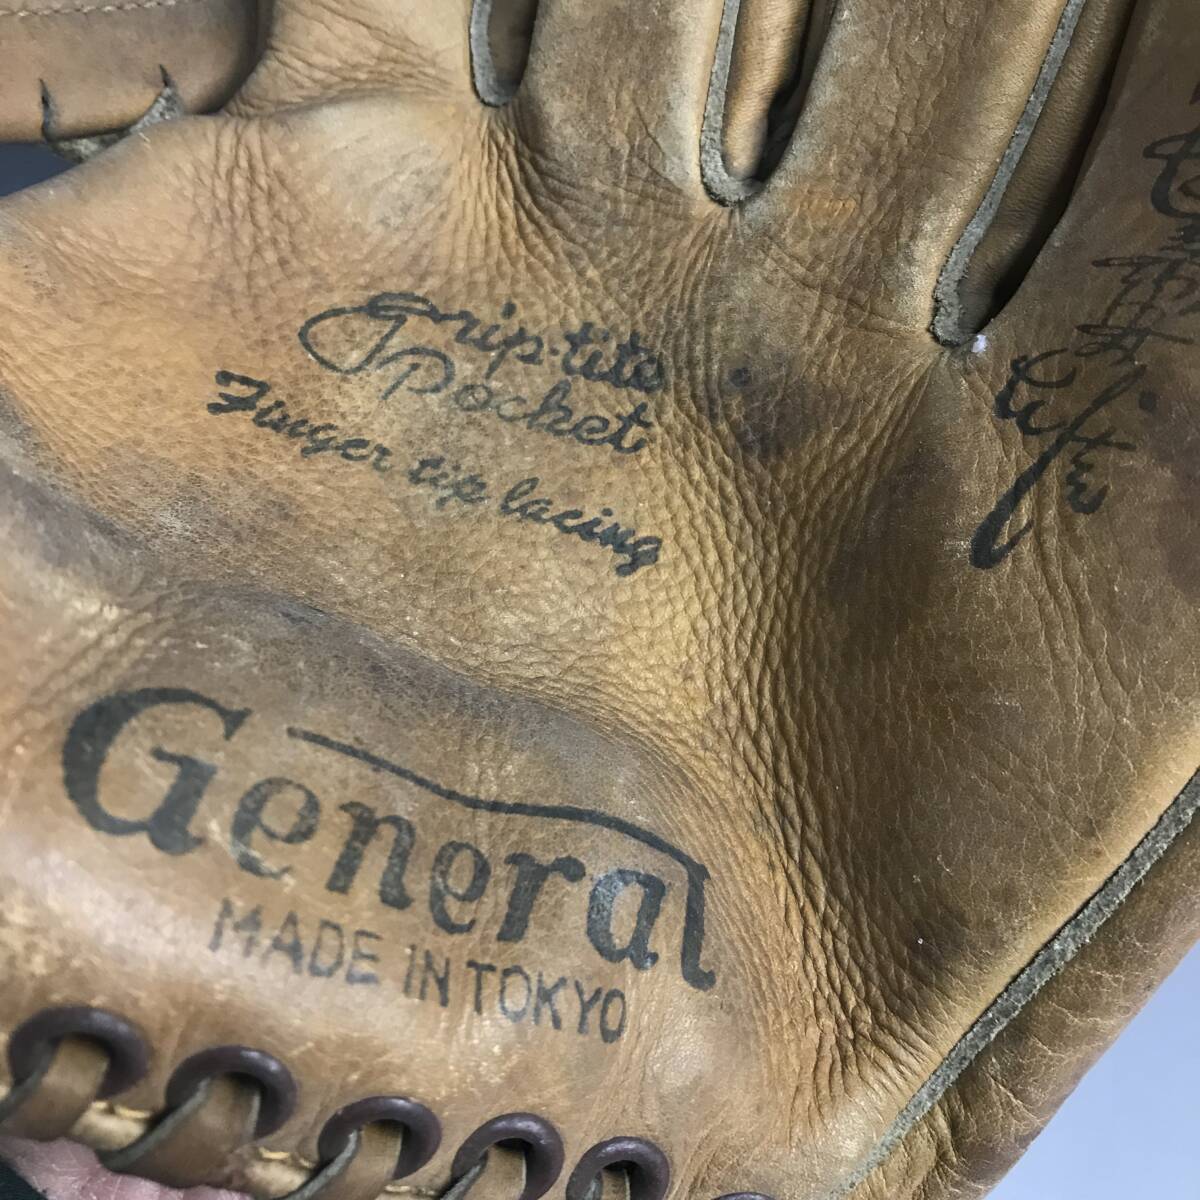 Grip-tite
Pocket
Finger tip lacing
General
MADE IN TOKYO